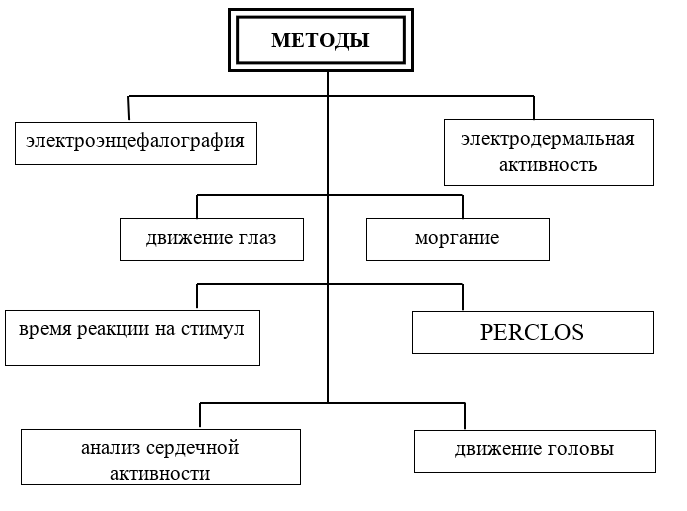 МЕТОДЫ
электроэнцефалография
электродермальная
активность
движение глаз
моргание
время реакции на стимул
PERCLOS
анализ сердечной
активности
движение головы